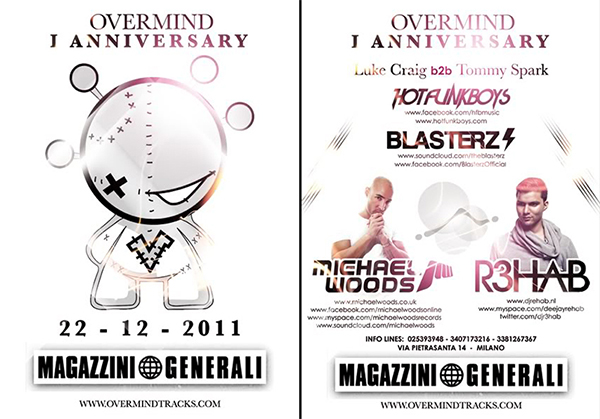 OVERMIND
I ANNIVERSARY
22 - 12 - 2011
MAGAZZINI GENERALI
WWW.OVERMINDTRACKS.COM
OVERMIND
I ANNIVERSARY
Luke Craig b2b Tommy Spark
HOTFUNKBOYS
www.facebook.com/hfbmusic
www.hotfunkboys.com
BLASTERZ
www.soundcloud.com/theblasterz
www.facebook.com/BlasterzOfficial
MICHAEL
WOODS
www.michaelwoods.co.uk
www.facebook.com/michaelwoodsonline
www.myspace.com/michaelwoodsrecords
www.soundcloud.com/michaelwoods
R3HAB
www.djrehab.nl
www.myspace.com/deejayrehab
twitter.com/djr3hab
INFO LINES: 025393948 - 3407173216 - 3381267367
VIA PIETRASANTA 14 - MILANO
MAGAZZINI GENERALI
WWW.OVERMINDTRACKS.COM